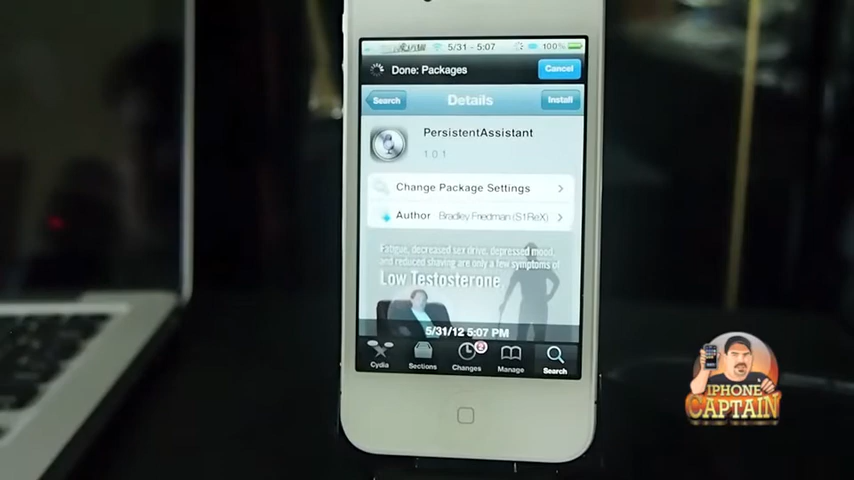 5/31 - 5:07
100%
Done: Packages
Cancel
Search
Details
Install
PersistentAssistant
1.0.1
Change Package Settings
Author Bradley Friedman (S1ReX)
Fatigue, decreased sex drive, depressed mood,
and reduced shaving are only a few symptoms of
Low Testosterone
5/31/12 5:07 PM
Cydia
Sections
Changes
Manage
Search
IPHONE
CAPTAIN